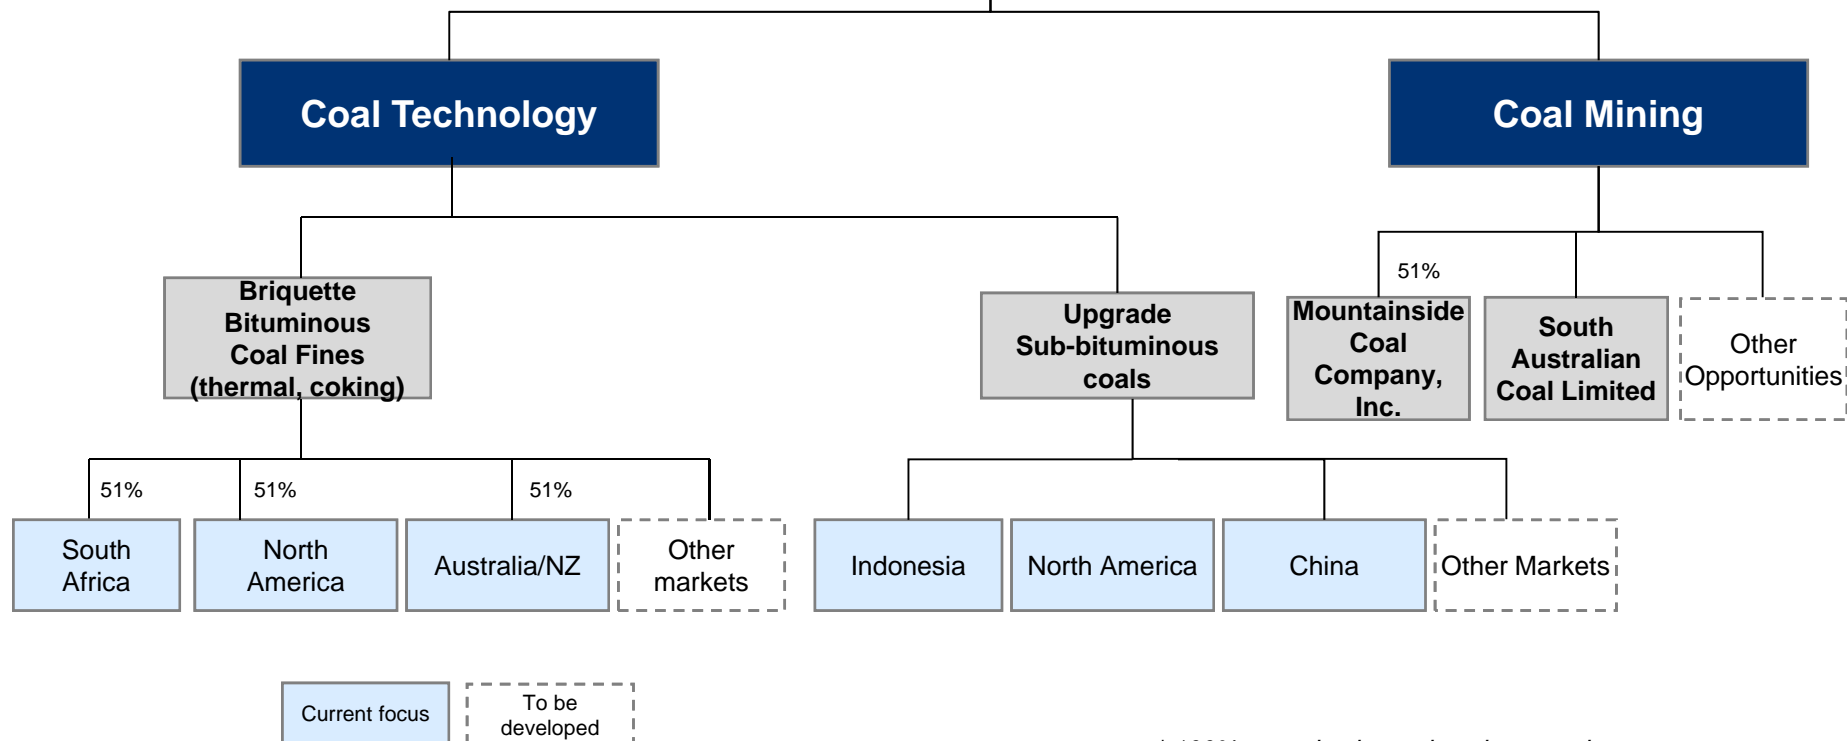 Coal Technology
Coal Mining
Briquette
Bituminous
Coal Fines
(thermal, coking)
Upgrade
Sub-bituminous
coals
51%
Mountainside
Coal
Company,
Inc.
South
Australian
Coal Limited
Other
Opportunities
51%
51%
51%
South
Africa
North
America
Australia/NZ
Other
markets
Indonesia
North America
China
Other Markets
Current focus
To be
developed